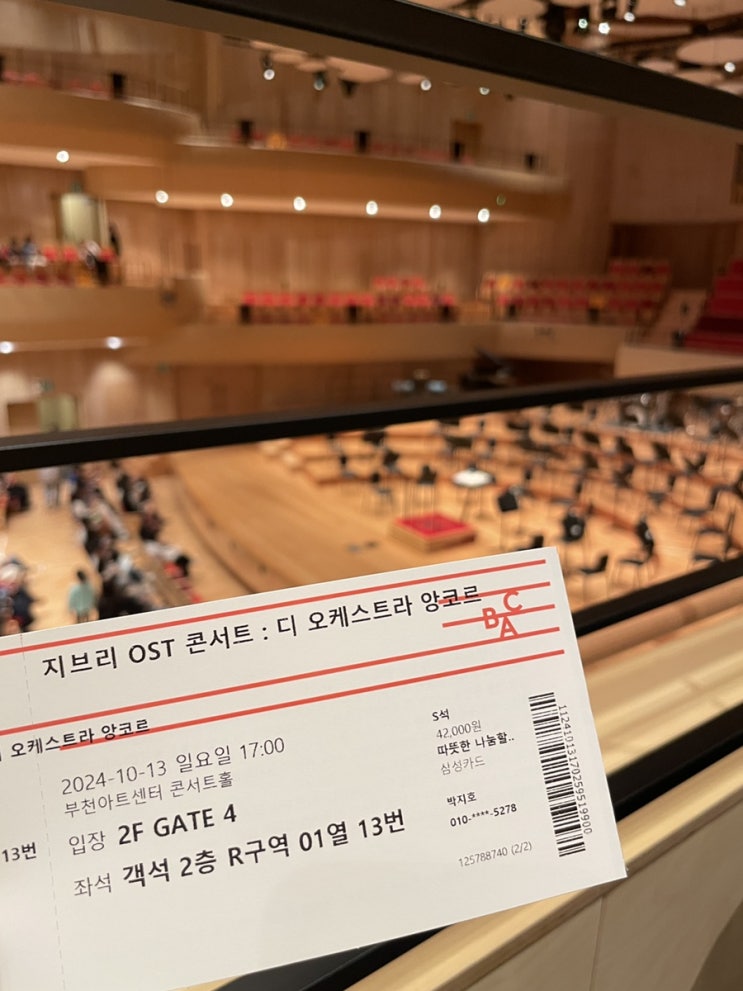 지브리 OST 콘서트 : 디 오케스트라 앙코르
BAC
오케스트라 앙코르
2024-10-13 일요일 17:00
부천아트센터 콘서트홀
입장 2F GATE 4
좌석 객석 2층 R구역 01열 13번
13번
S석
42,000원
따뜻한 나눔할..
삼성카드
박지호
010-****-5278
125788740 (2/2)
11241013170259519900